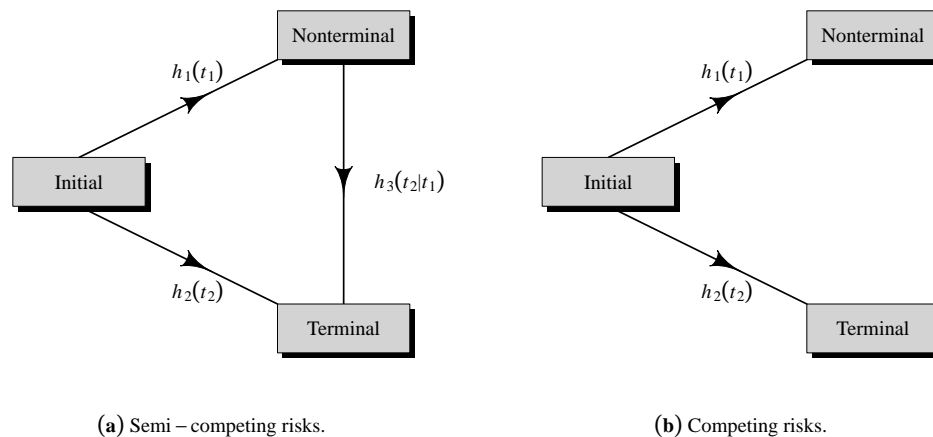 Nonterminal
h₁(t₁)
Initial
h₃(t₂|t₁)
h₂(t₂)
Terminal
(a) Semi – competing risks.
Nonterminal
h₁(t₁)
Initial
h₂(t₂)
Terminal
(b) Competing risks.